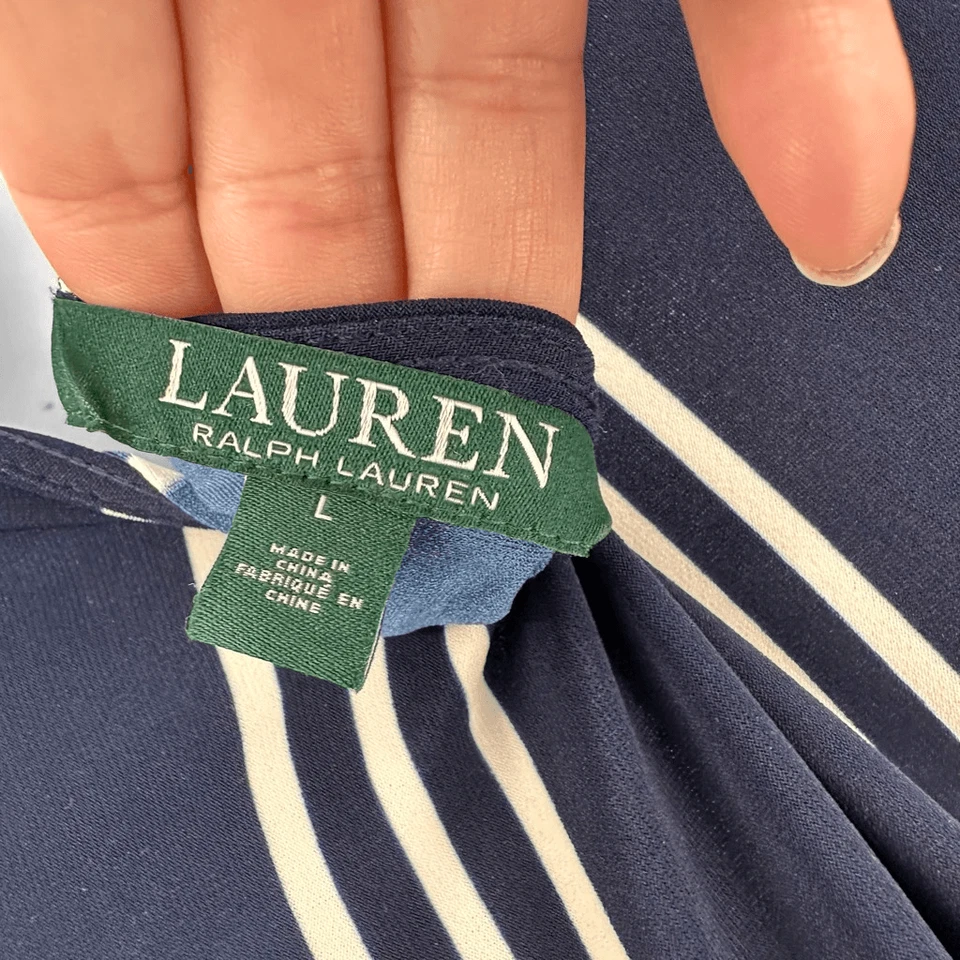 LAUREN
RALPH LAUREN
L
MADE IN
CHINA
FABRIQUÉ EN
CHINE